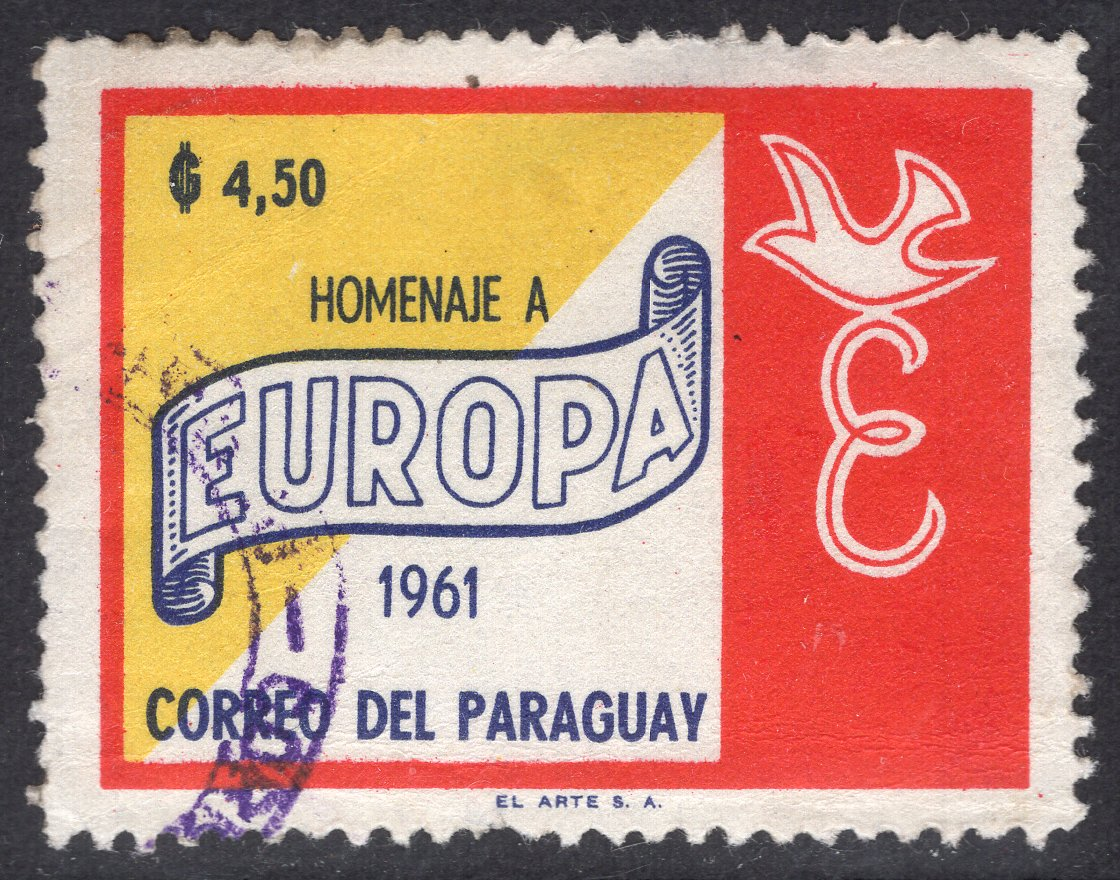 ₲ 4,50
HOMENAJE A
EUROPA
1961
CORREO DEL PARAGUAY
EL ARTE S. A.
E